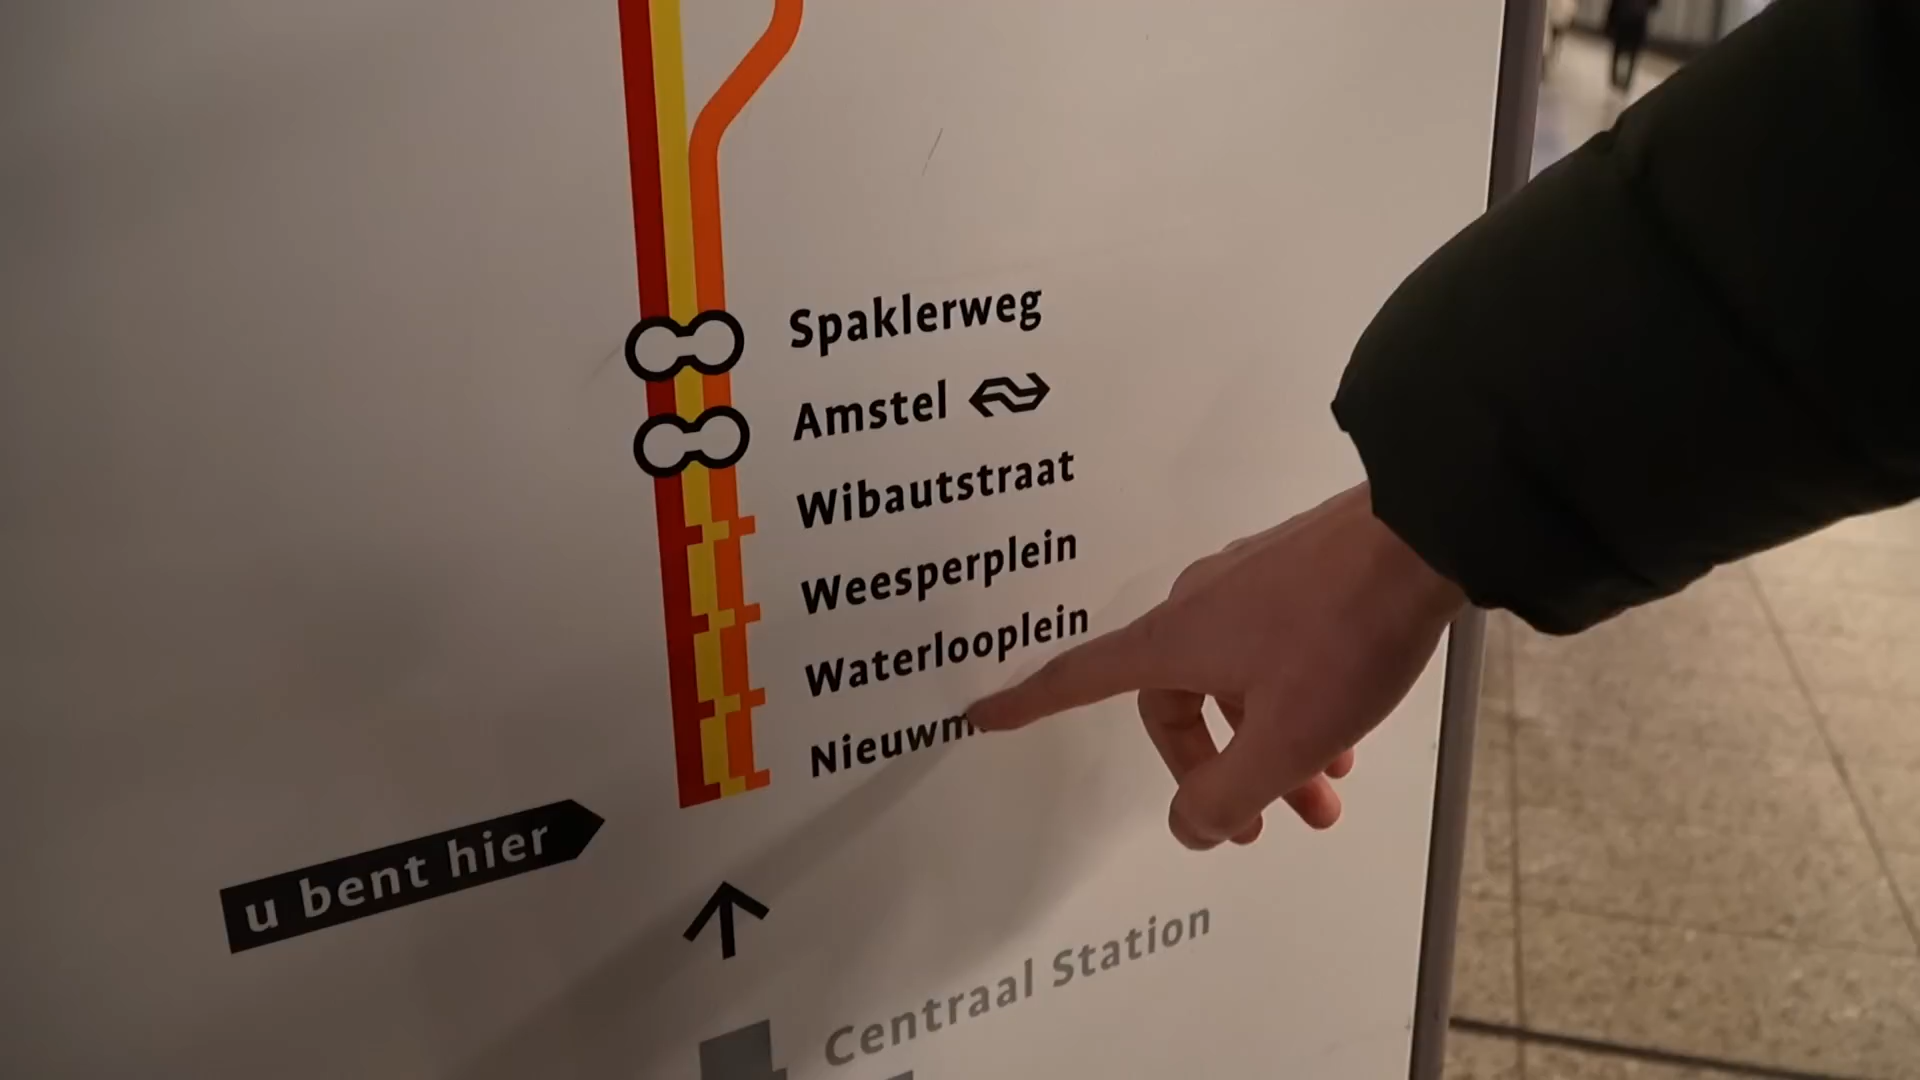 Spaklerweg
Amstel
Wibautstraat
Weesperplein
Waterlooplein
Nieuwm
u bent hier
Centraal Station